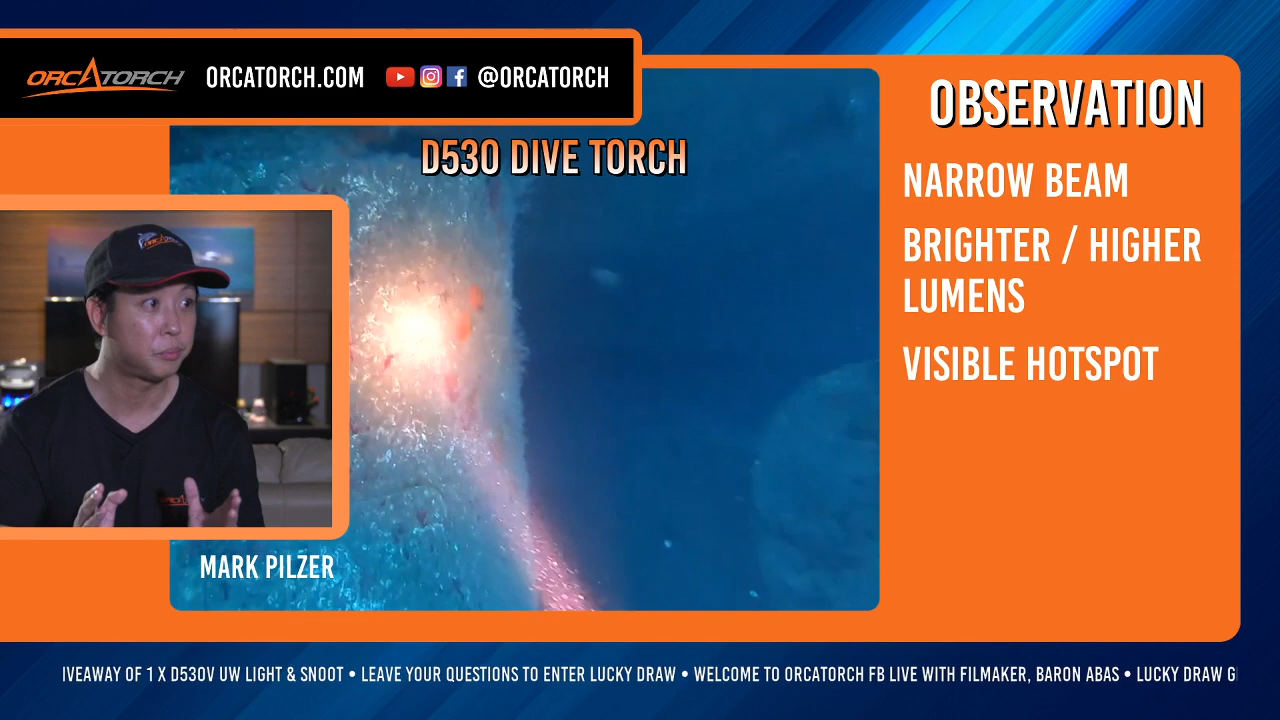 ORCATORCH ORCATORCH.COM @ORCATORCH
D530 DIVE TORCH
OBSERVATION
NARROW BEAM
BRIGHTER / HIGHER
LUMENS
VISIBLE HOTSPOT
MARK PILZER
IVEAWAY OF 1 X D530V UW LIGHT & SNOOT • LEAVE YOUR QUESTIONS TO ENTER LUCKY DRAW • WELCOME TO ORCATORCH FB LIVE WITH FILMAKER, BARON ABAS • LUCKY DRAW G